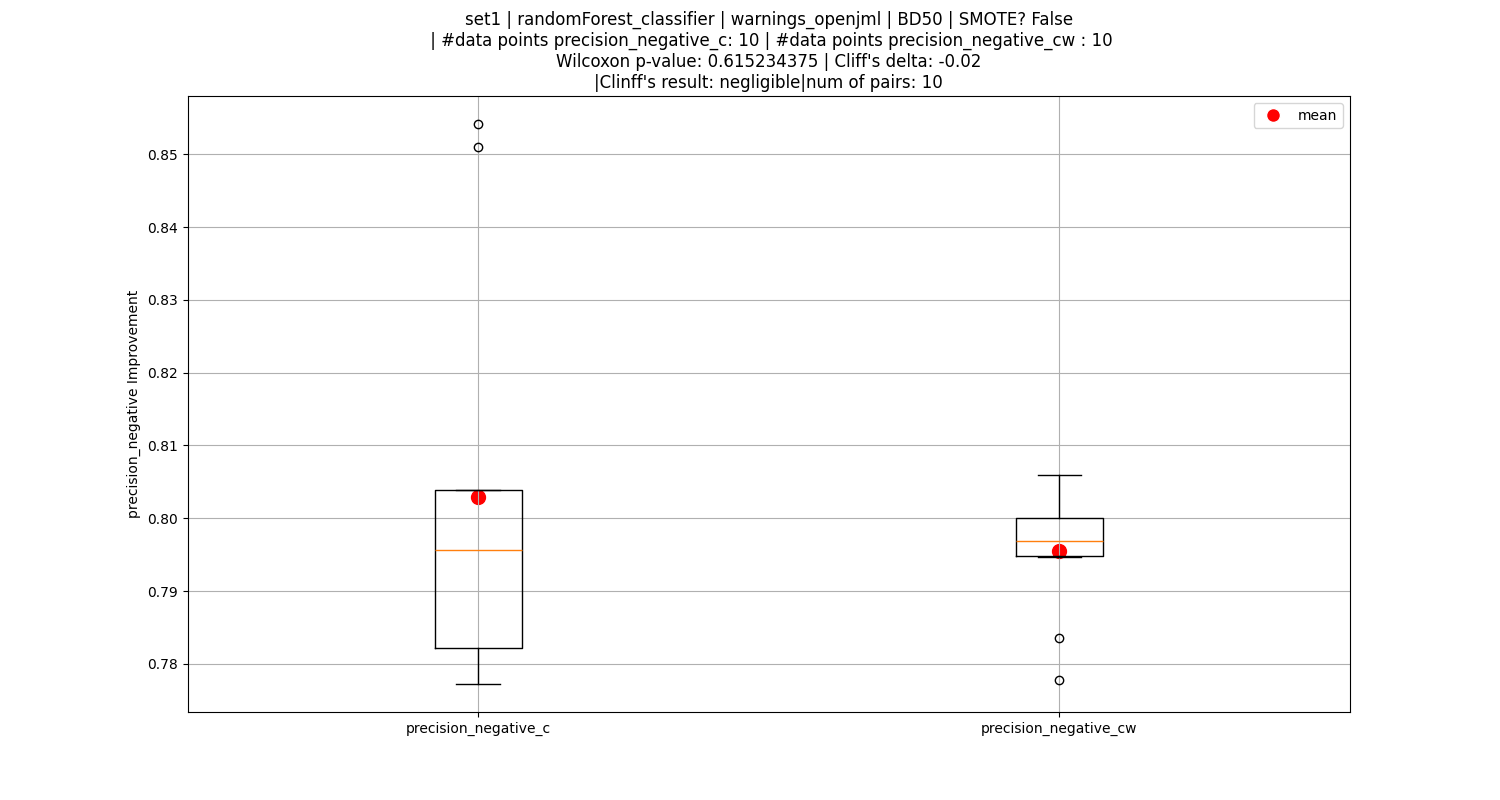 set1 | randomForest_classifier | warnings_openjml | BD50 | SMOTE? False
| #data points precision_negative_c: 10 | #data points precision_negative_cw : 10
Wilcoxon p-value: 0.615234375 | Cliff's delta: -0.02
|Clinff's result: negligible|num of pairs: 10
mean
0.85
0.84
0.83
0.82
0.81
0.80
0.79
0.78
precision_negative Improvement
precision_negative_c
precision_negative_cw